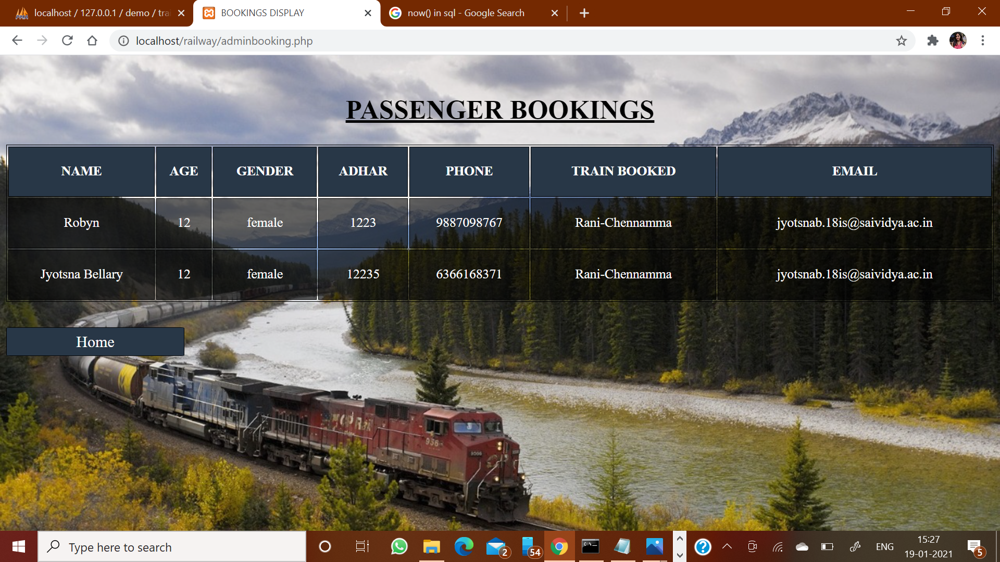 localhost / 127.0.0.1 / demo / trai
BOOKINGS DISPLAY
now() in sql - Google Search
localhost/railway/adminbooking.php
PASSENGER BOOKINGS
NAME AGE GENDER ADHAR PHONE TRAIN BOOKED EMAIL
Robyn 12 female 1223 9887098767 Rani-Chennamma jyotsnab.18is@saividya.ac.in
Jyotsna Bellary 12 female 12235 6366168371 Rani-Chennamma jyotsnab.18is@saividya.ac.in
Home
Type here to search
2
54
ENG
15:27
19-01-2021
5